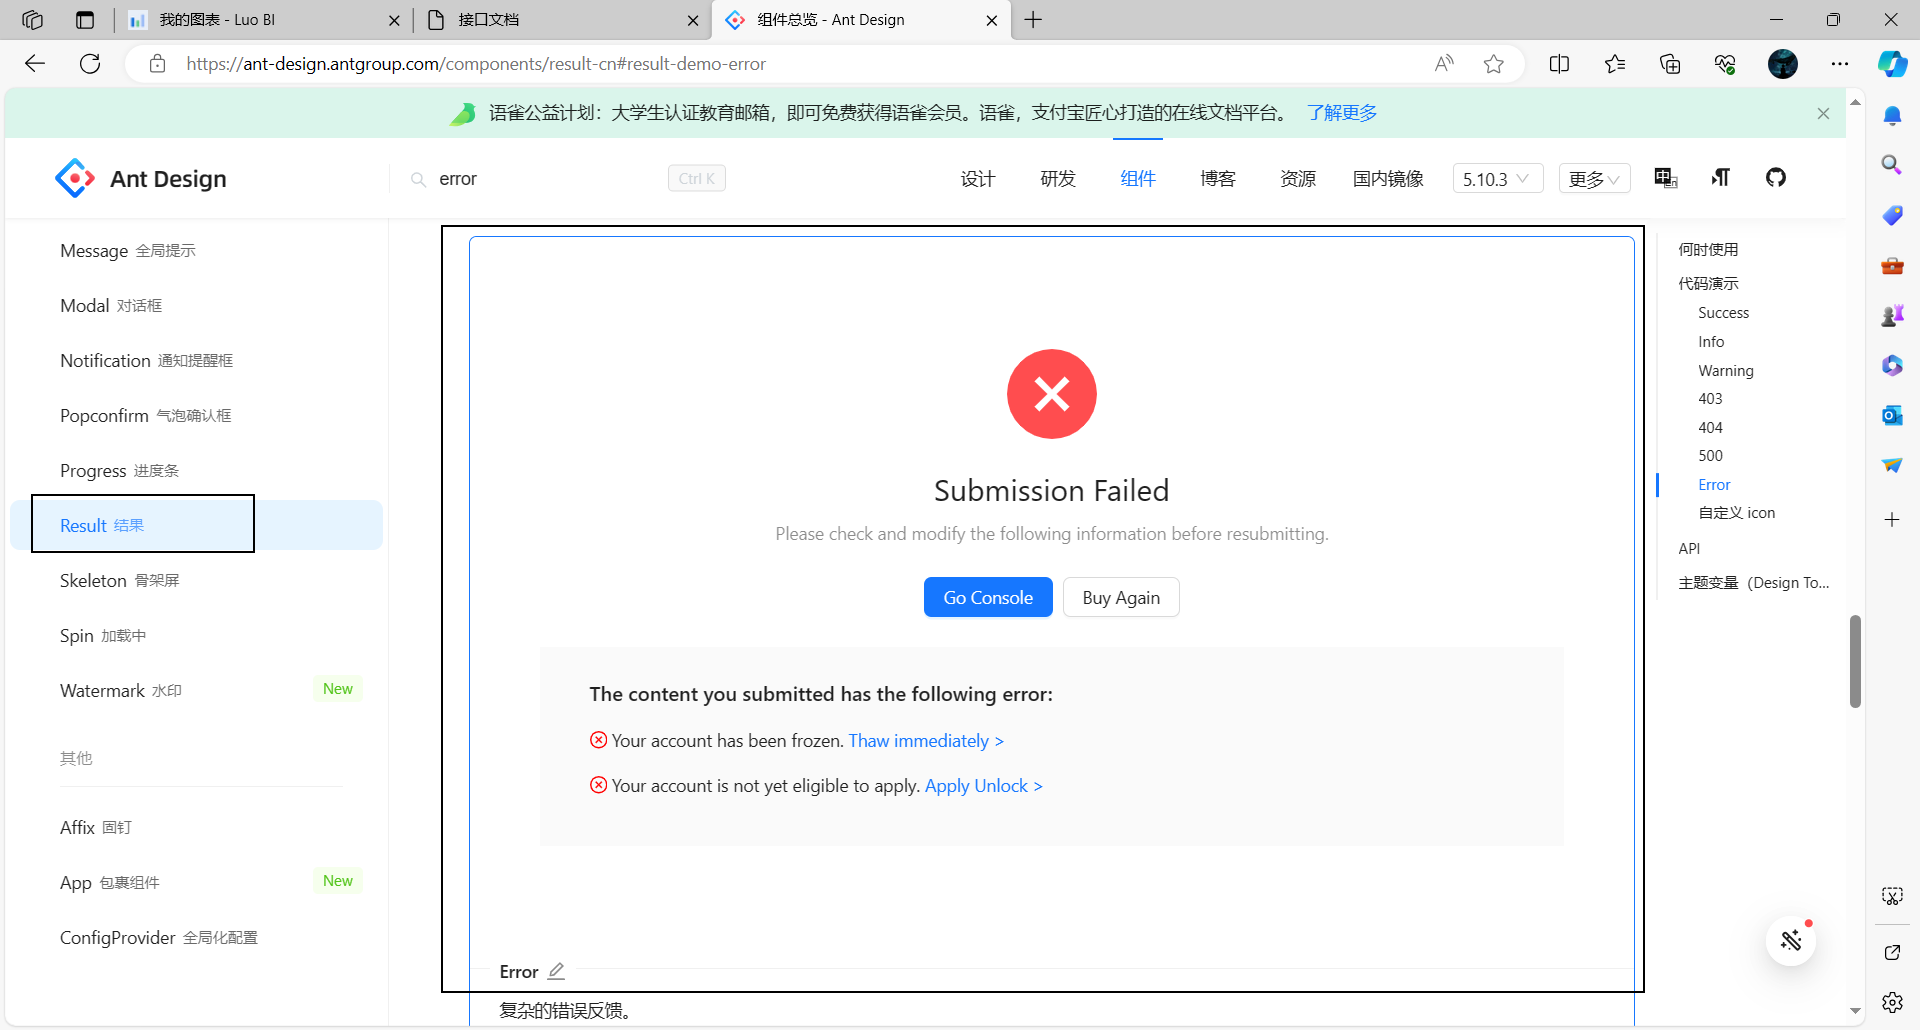 我的图表 - Luo BI
接口文档
组件总览 - Ant Design
https://ant-design.antgroup.com/components/result-cn#result-demo-error
语雀公益计划：大学生认证教育邮箱，即可免费获得语雀会员。语雀，支付宝匠心打造的在线文档平台。 了解更多
Ant Design
error
Ctrl K
设计
研发
组件
博客
资源
国内镜像
5.10.3
更多
Message 全局提示
Modal 对话框
Notification 通知提醒框
Popconfirm 气泡确认框
Progress 进度条
Result 结果
Skeleton 骨架屏
Spin 加载中
Watermark 水印 New
其他
Affix 固钉
App 包裹组件 New
ConfigProvider 全局化配置
Submission Failed
Please check and modify the following information before resubmitting.
Go Console
Buy Again
The content you submitted has the following error:
Your account has been frozen. Thaw immediately >
Your account is not yet eligible to apply. Apply Unlock >
Error
复杂的错误反馈。
何时使用
代码演示
Success
Info
Warning
403
404
500
Error
自定义 icon
API
主题变量（Design To...